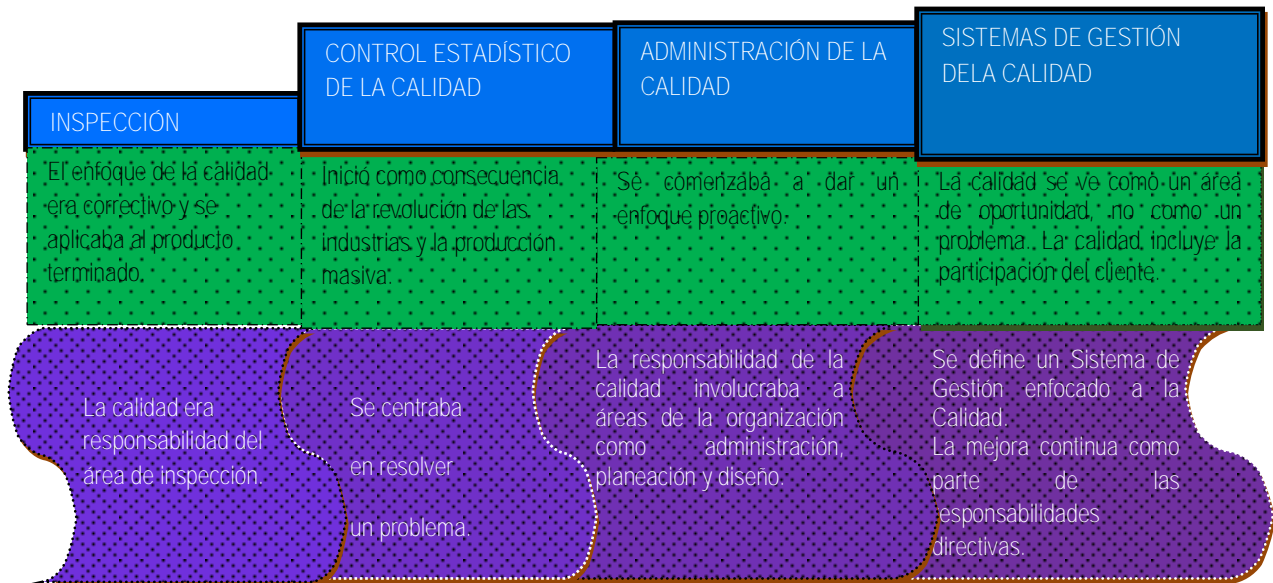 INSPECCIÓN
El enfoque de la calidad
era correctivo y se
aplicaba al producto
terminado.
La calidad era
responsabilidad del
área de inspección.
CONTROL ESTADÍSTICO
DE LA CALIDAD
Inició como consecuencia
de la revolución de las
industrias y la producción
masiva.
Se centraba
en resolver
un problema.
ADMINISTRACIÓN DE LA
CALIDAD
Se comenzaba a dar un
enfoque proactivo.
La responsabilidad de la
calidad involucraba a
áreas de la organización
como administración,
planeación y diseño.
SISTEMAS DE GESTIÓN
DELA CALIDAD
La calidad se ve como un área
de oportunidad, no como un
problema. La calidad incluye la
participación del cliente.
Se define un Sistema de
Gestión enfocado a la
Calidad.
La mejora continua como
parte de las
responsabilidades
directivas.